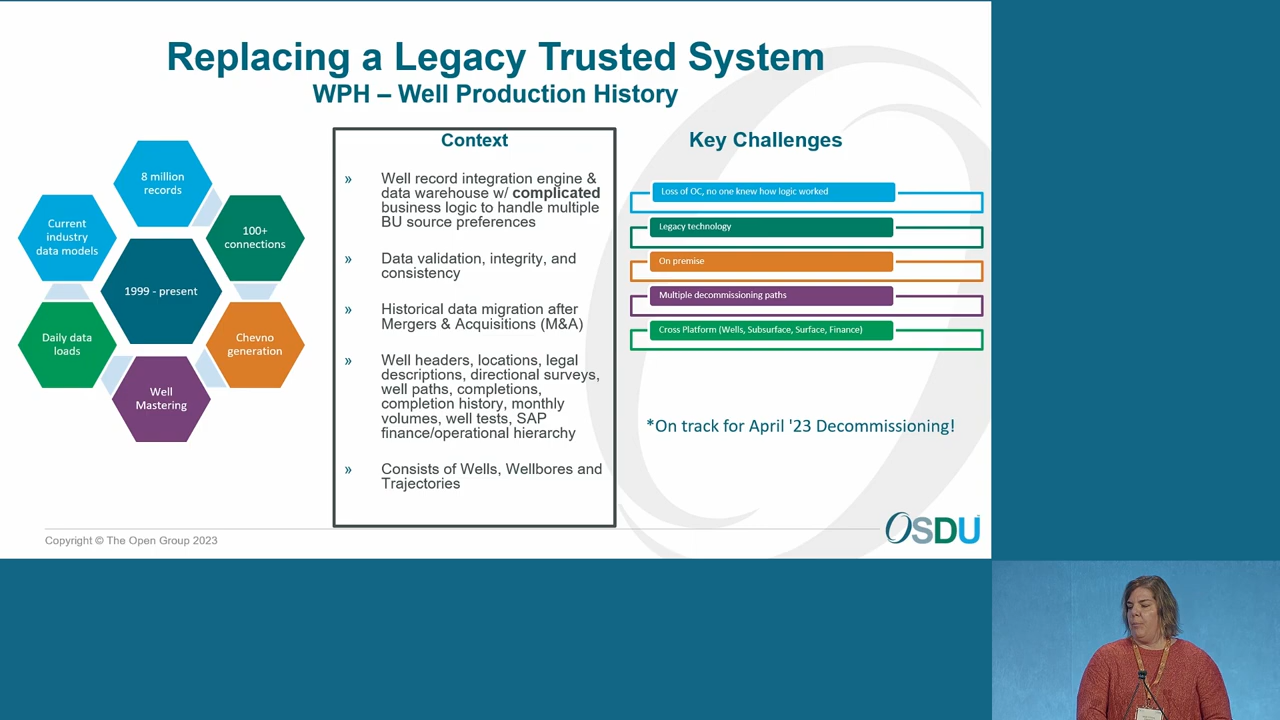 Replacing a Legacy Trusted System
WPH – Well Production History
8 million
records
Current
industry
data models
100+
connections
1999 - present
Daily data
loads
Chevno
generation
Well
Mastering
Context
» Well record integration engine &
data warehouse w/ complicated
business logic to handle multiple
BU source preferences
» Data validation, integrity, and
consistency
» Historical data migration after
Mergers & Acquisitions (M&A)
» Well headers, locations, legal
descriptions, directional surveys,
well paths, completions,
completion history, monthly
volumes, well tests, SAP
finance/operational hierarchy
» Consists of Wells, Wellbores and
Trajectories
Key Challenges
Loss of OC, no one knew how logic worked
Legacy technology
On premise
Multiple decommissioning paths
Cross Platform (Wells, Subsurface, Surface, Finance)
*On track for April '23 Decommissioning!
Copyright © The Open Group 2023
OSDU